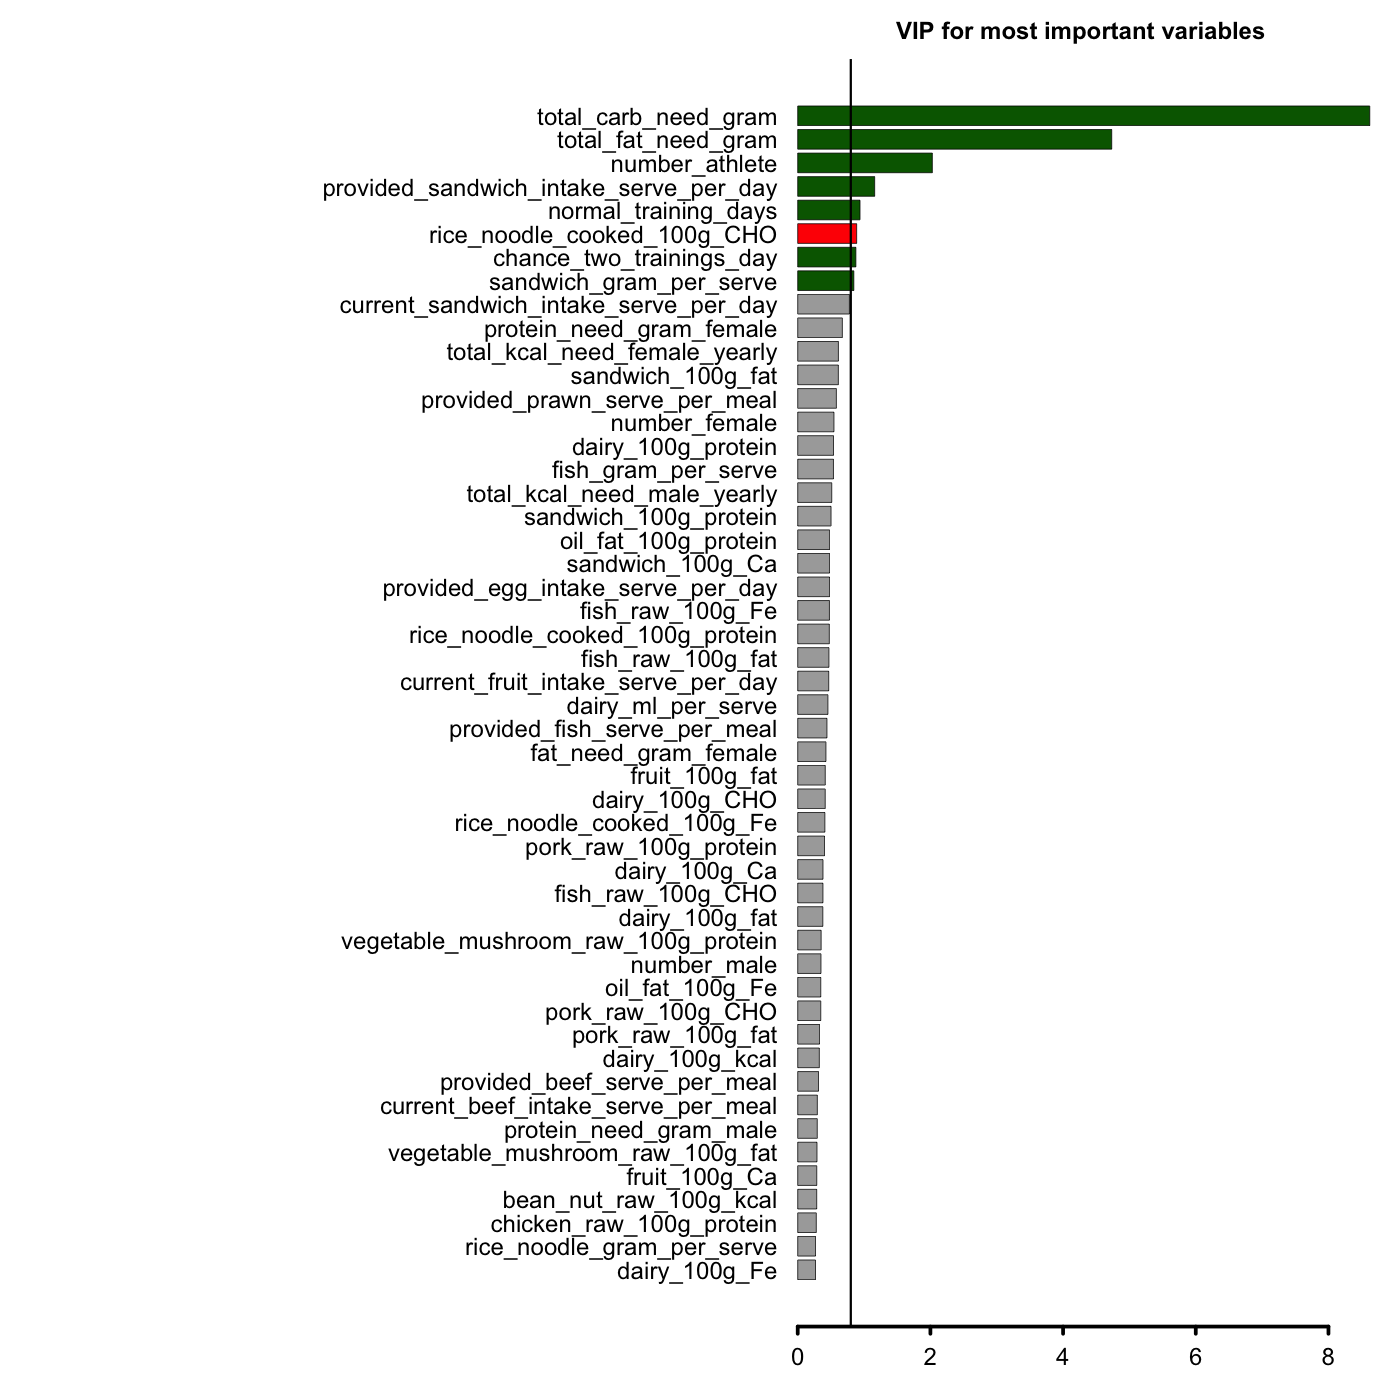 VIP for most important variables
total_carb_need_gram
total_fat_need_gram
number_athlete
provided_sandwich_intake_serve_per_day
normal_training_days
rice_noodle_cooked_100g_CHO
chance_two_trainings_day
sandwich_gram_per_serve
current_sandwich_intake_serve_per_day
protein_need_gram_female
total_kcal_need_female_yearly
sandwich_100g_fat
provided_prawn_serve_per_meal
number_female
dairy_100g_protein
fish_gram_per_serve
total_kcal_need_male_yearly
sandwich_100g_protein
oil_fat_100g_protein
sandwich_100g_Ca
provided_egg_intake_serve_per_day
fish_raw_100g_Fe
rice_noodle_cooked_100g_protein
fish_raw_100g_fat
current_fruit_intake_serve_per_day
dairy_ml_per_serve
provided_fish_serve_per_meal
fat_need_gram_female
fruit_100g_fat
dairy_100g_CHO
rice_noodle_cooked_100g_Fe
pork_raw_100g_protein
dairy_100g_Ca
fish_raw_100g_CHO
dairy_100g_fat
vegetable_mushroom_raw_100g_protein
number_male
oil_fat_100g_Fe
pork_raw_100g_CHO
pork_raw_100g_fat
dairy_100g_kcal
provided_beef_serve_per_meal
current_beef_intake_serve_per_meal
protein_need_gram_male
vegetable_mushroom_raw_100g_fat
fruit_100g_Ca
bean_nut_raw_100g_kcal
chicken_raw_100g_protein
rice_noodle_gram_per_serve
dairy_100g_Fe
0 2 4 6 8